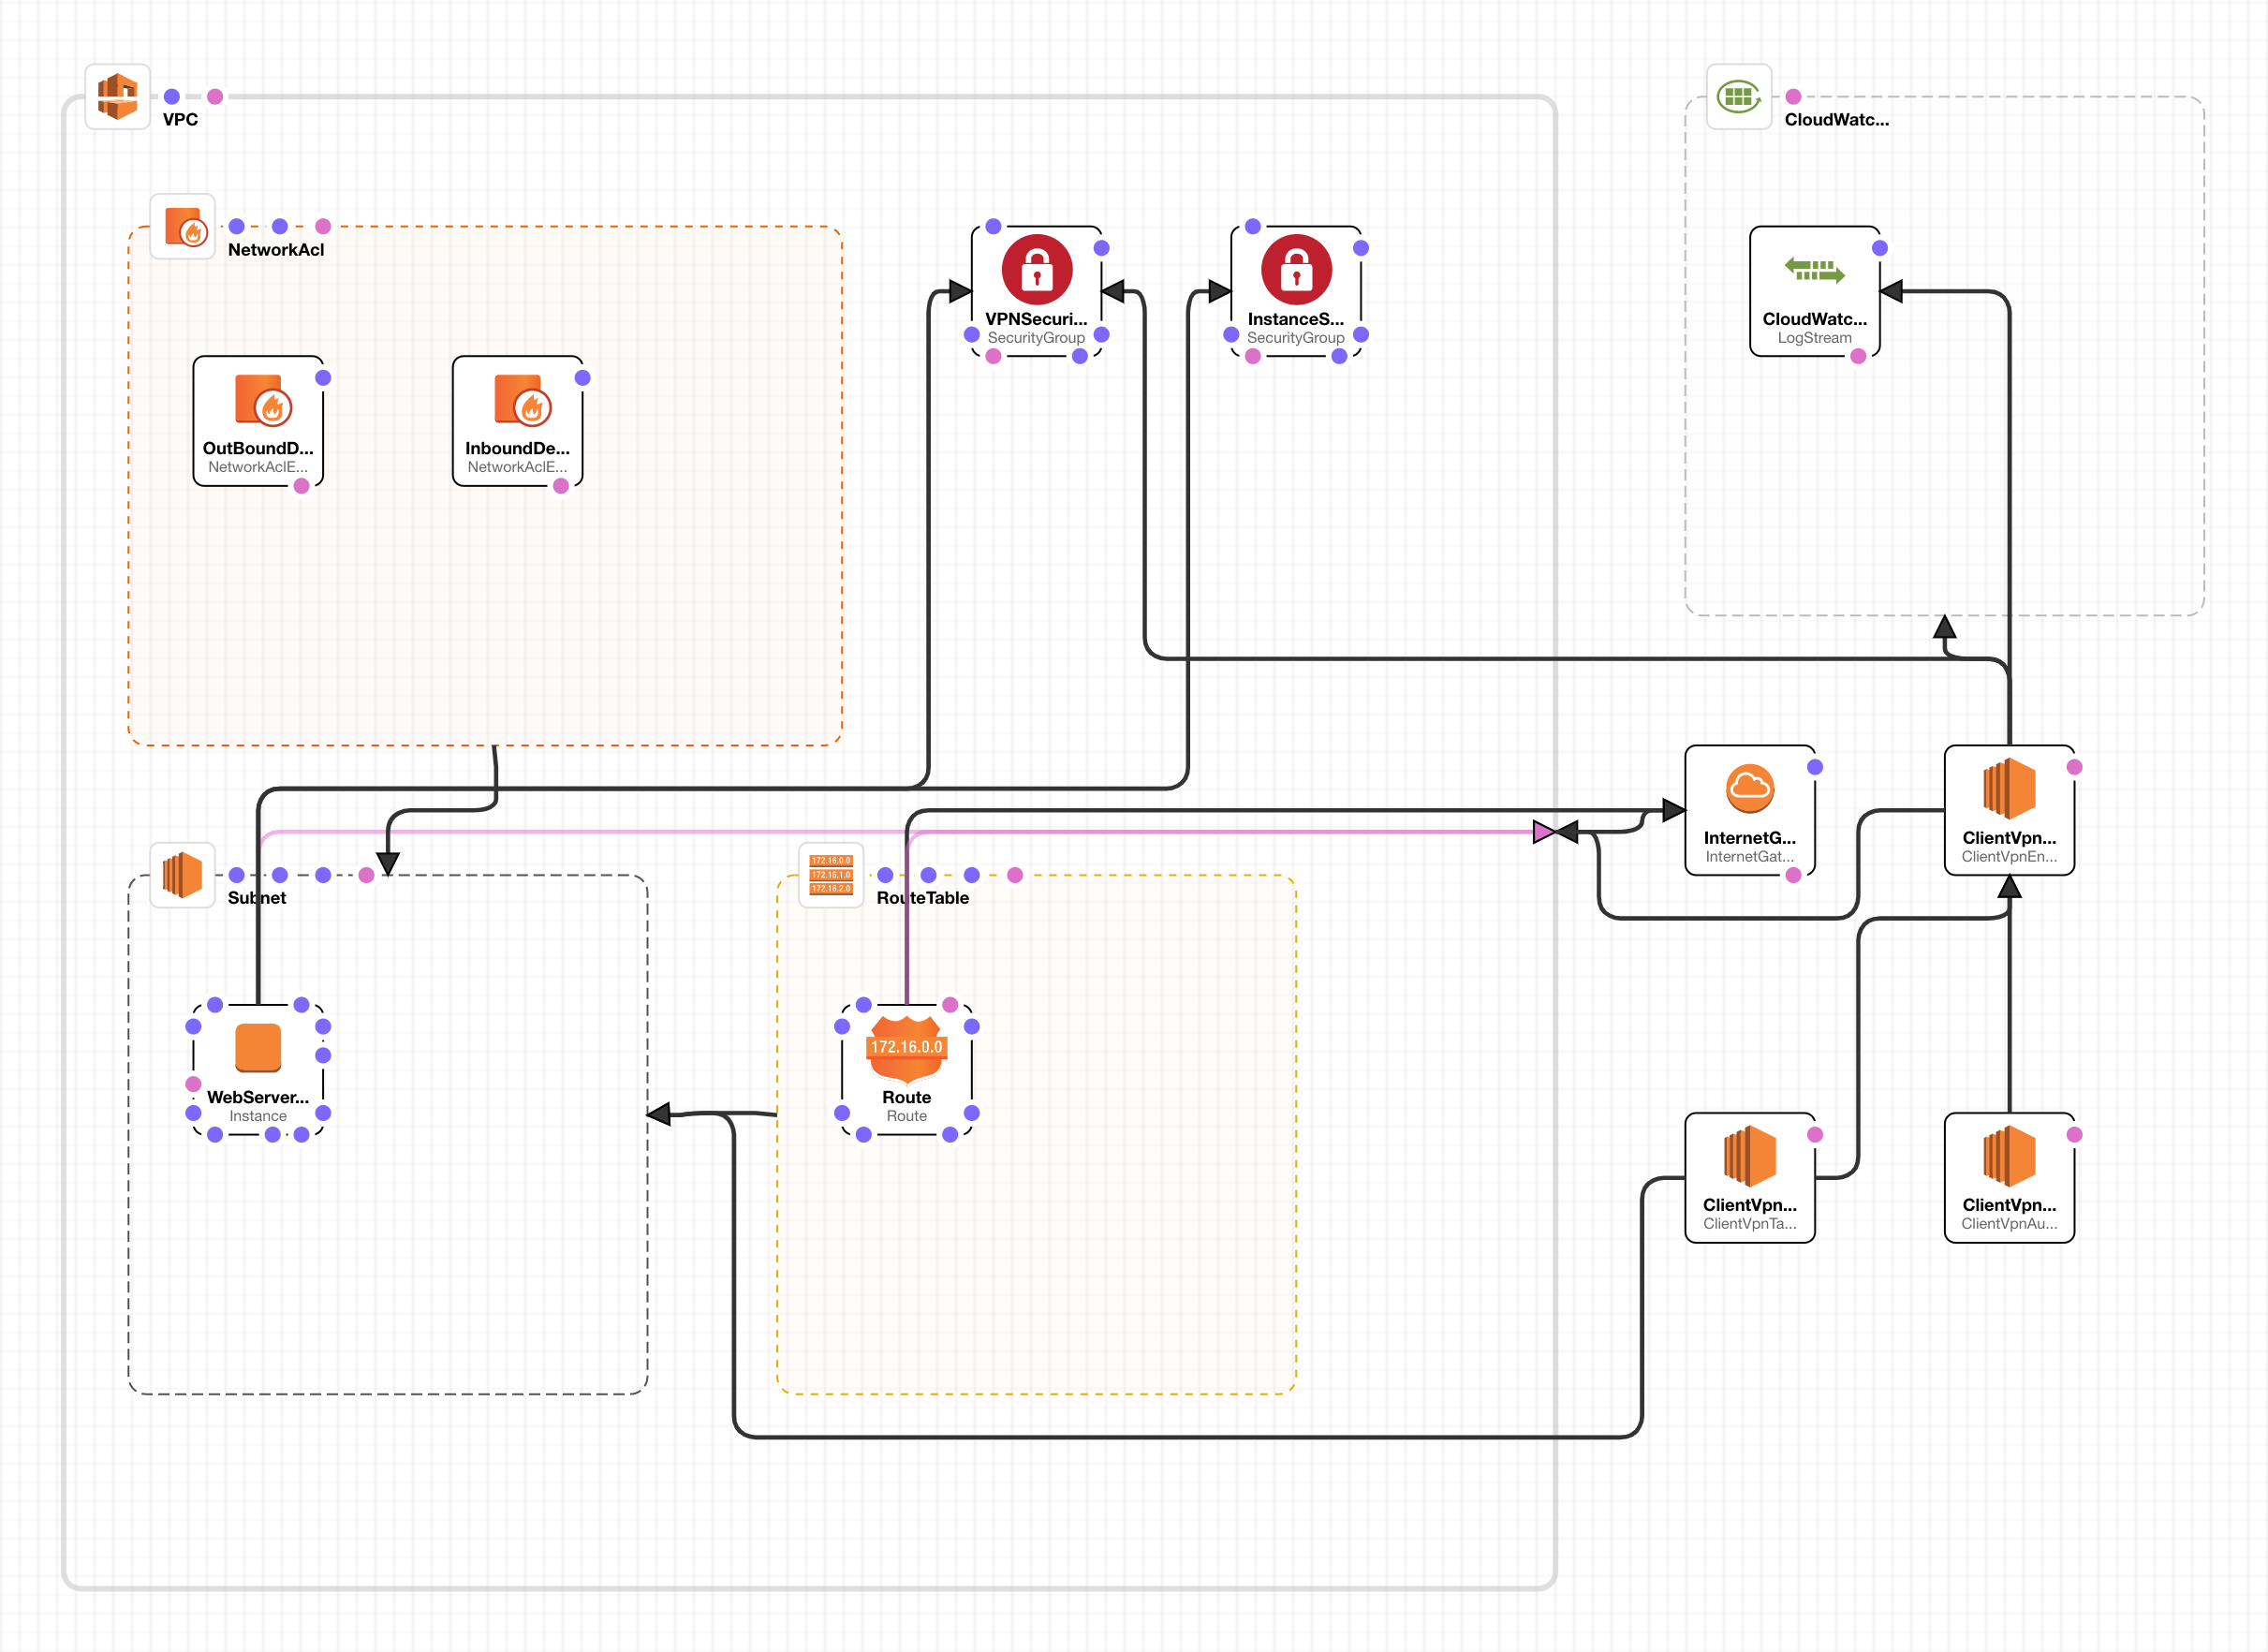 VPC
CloudWatc...
NetworkAcl
VPNSecuri...
SecurityGroup
InstanceS...
SecurityGroup
CloudWatc...
LogStream
OutBoundD...
NetworkAclE...
InboundDe...
NetworkAclE...
InternetG...
InternetGat...
ClientVpn...
ClientVpnEn...
Subnet
172.16.0.0
172.16.1.0
172.16.2.0
RouteTable
WebServer...
Instance
172.16.0.0
Route
Route
ClientVpn...
ClientVpnTa...
ClientVpn...
ClientVpnAu...